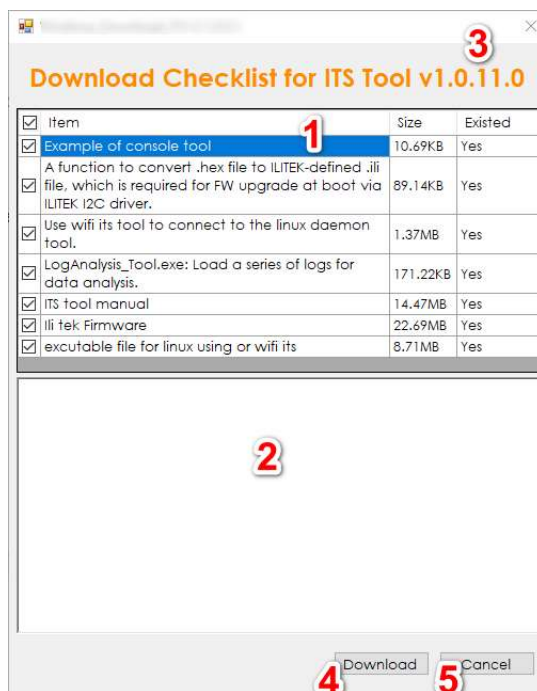 3
Download Checklist for ITS Tool v1.0.11.0
Item Size Existed
1
Example of console tool 10.69KB Yes
A function to convert .hex file to ILITEK-defined .ili
file, which is required for FW upgrade at boot via 89.14KB Yes
ILITEK I2C driver.
Use wifi its tool to connect to the linux daemon
tool. 1.37MB Yes
LogAnalysis_Tool.exe: Load a series of logs for
data analysis. 171.22KB Yes
ITS tool manual 14.47MB Yes
Ili tek Firmware 22.69MB Yes
excutable file for linux using or wifi its 8.71MB Yes
2
Download Cancel
4 5